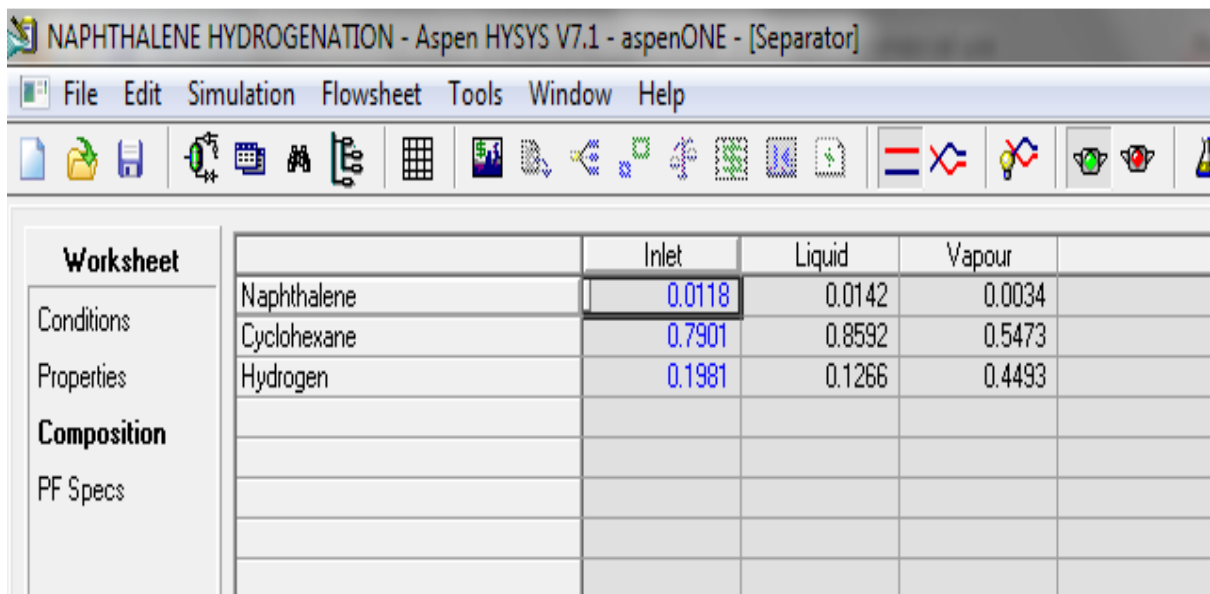 NAPHTHALENE HYDROGENATION - Aspen HYSYS V7.1 - aspenONE - [Separator]
File Edit Simulation Flowsheet Tools Window Help
Worksheet Inlet Liquid Vapour
Naphthalene 0.0118 0.0142 0.0034
Conditions
Cyclohexane 0.7901 0.8592 0.5473
Properties
Hydrogen 0.1981 0.1266 0.4493
Composition
PF Specs